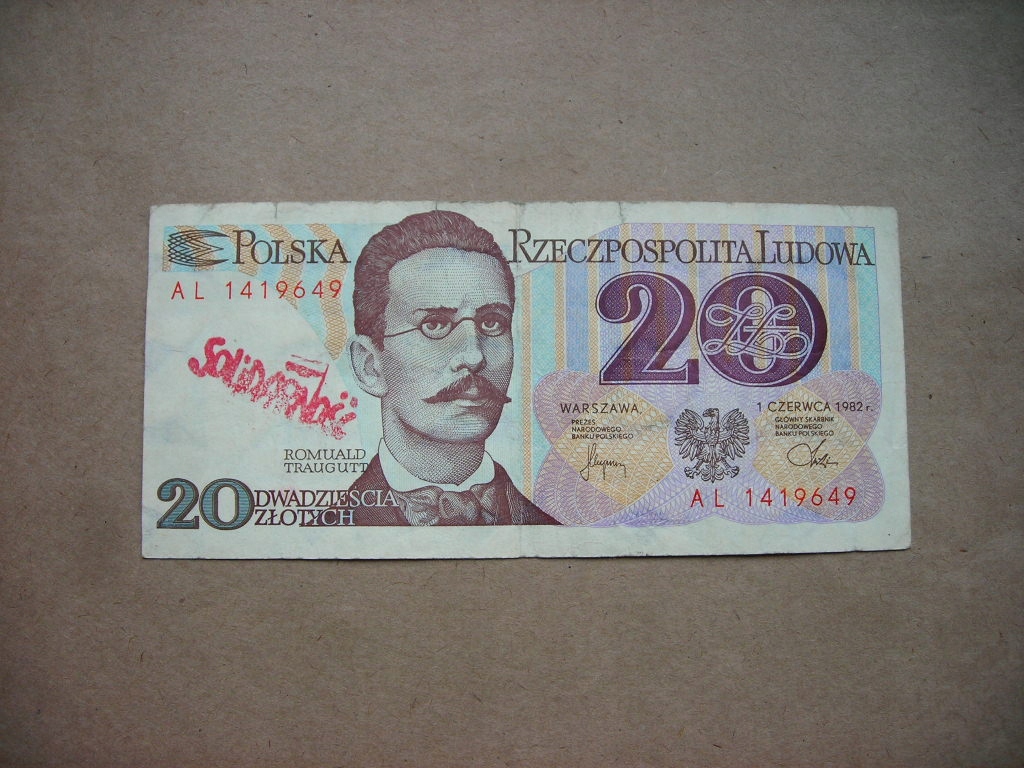 POLSKA RZECZPOSPOLITA LUDOWA
AL 1419649
20
Solidarność
WARSZAWA, 1 CZERWCA 1982 r.
PREZES
NARODOWEGO
BANKU POLSKIEGO
GŁÓWNY SKARBNIK
NARODOWEGO
BANKU POLSKIEGO
ROMUALD
TRAUGUTT
20 DWADZIEŚCIA
ZŁOTYCH
AL 1419649